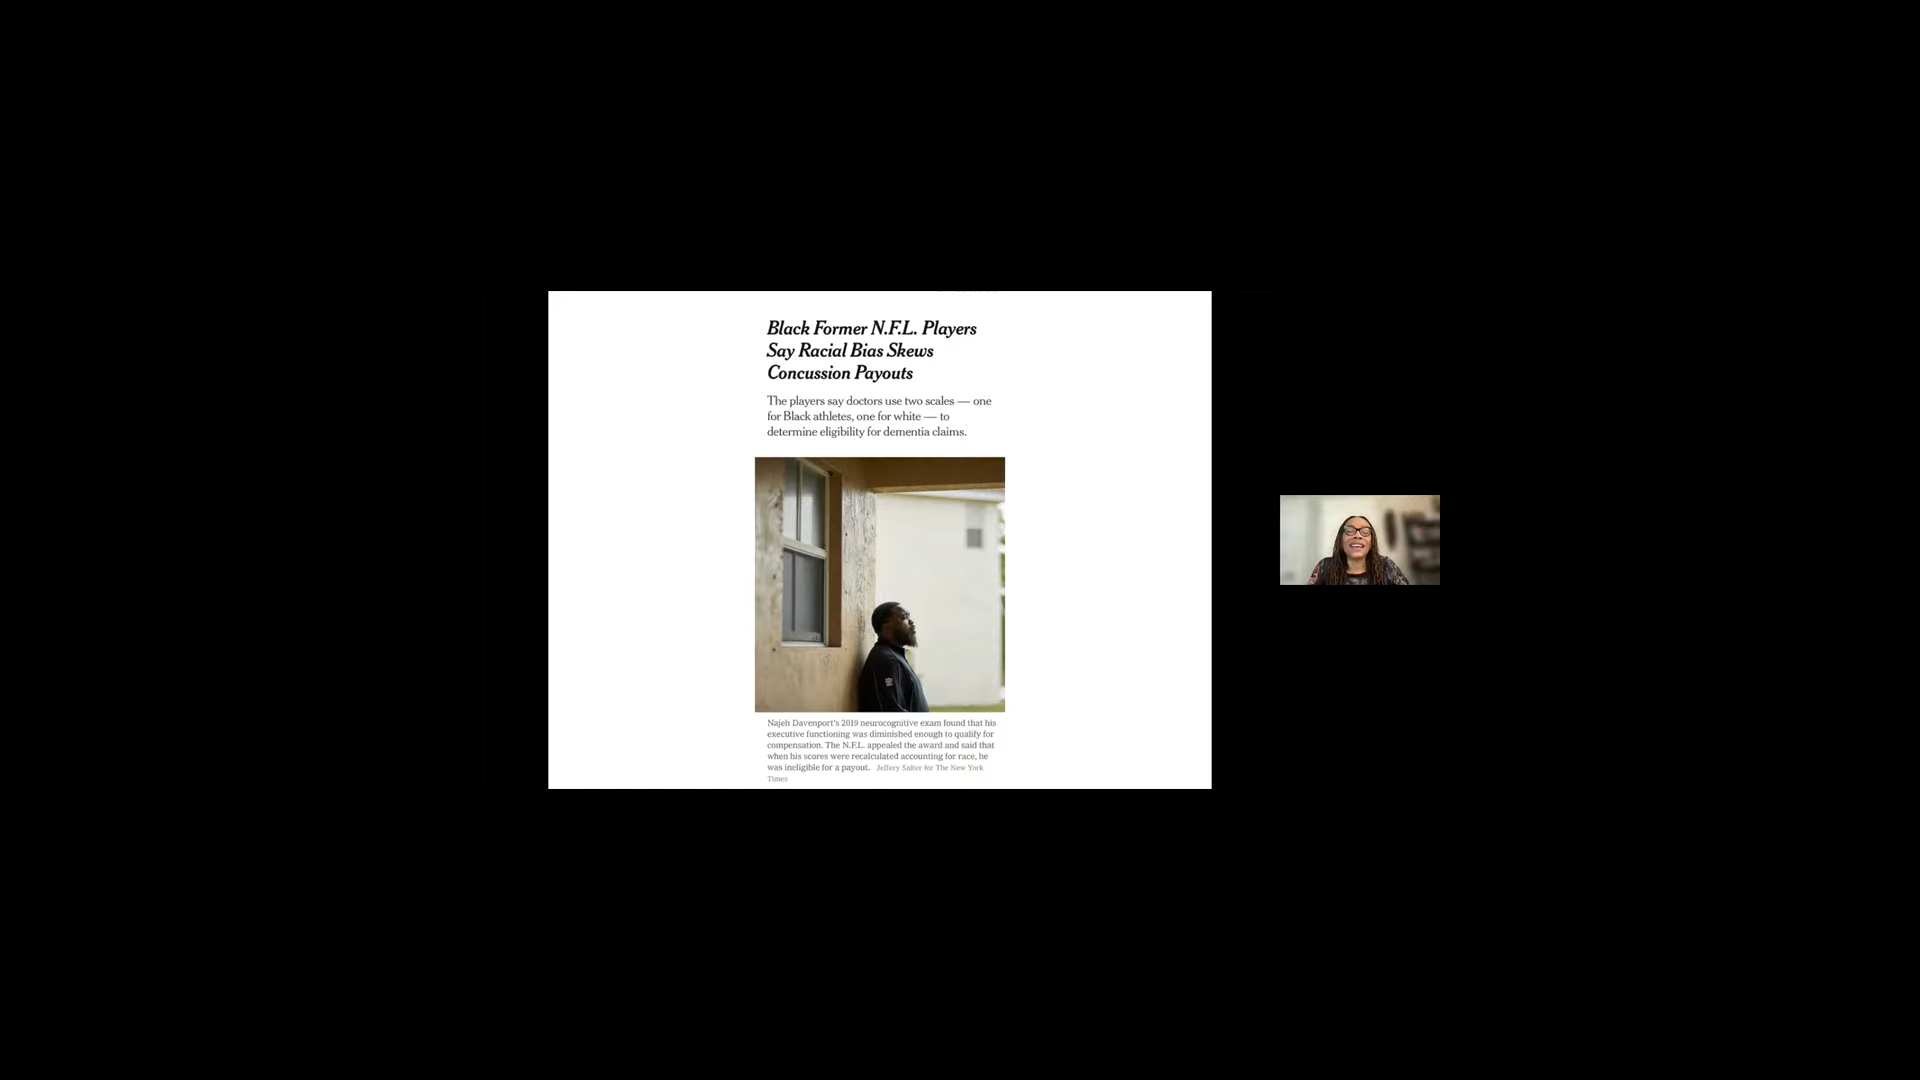 Black Former N.F.L. Players
Say Racial Bias Skews
Concussion Payouts
The players say doctors use two scales — one
for Black athletes, one for white — to
determine eligibility for dementia claims.
Najeh Davenport's 2019 neurocognitive exam found that his
executive functioning was diminished enough to qualify for
compensation. The N.F.L. appealed the award and said that
when his scores were recalculated accounting for race, he
was ineligible for a payout. Jeffery Salter for The New York
Times